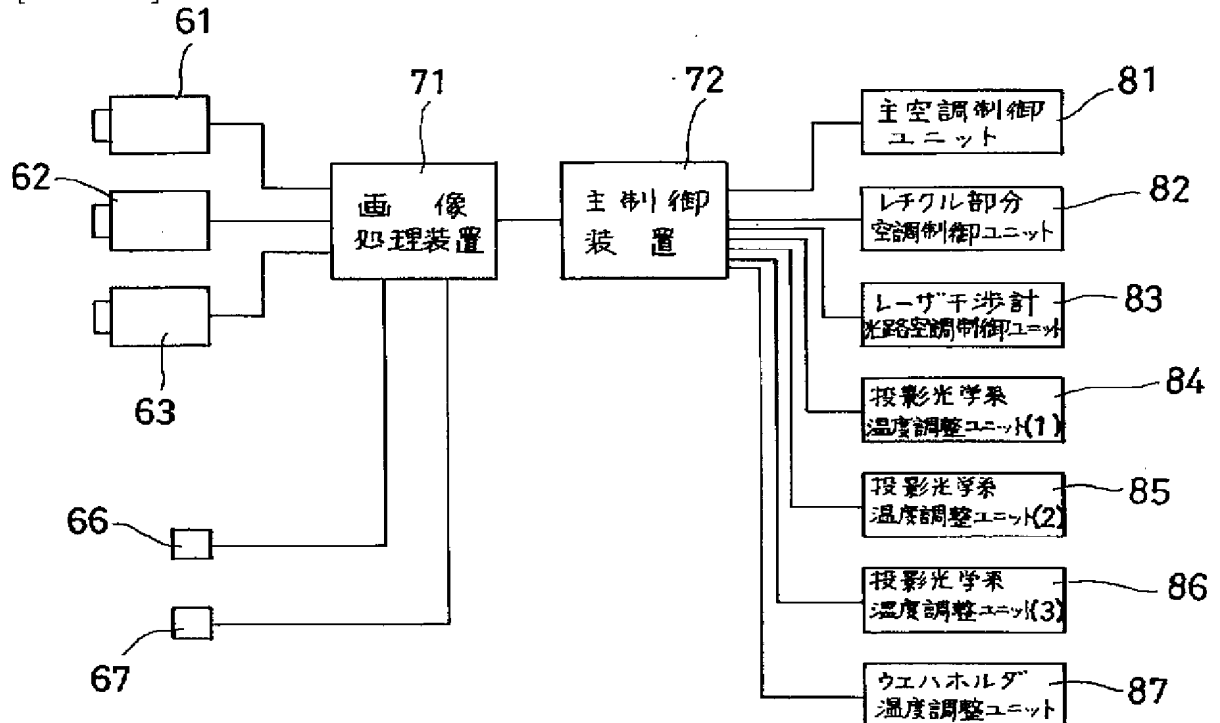 61
62
63
66
67
71
画像
処理装置
72
主制御
装置
81
主空調制御
ユニット
82
レチクル部分
空調制御ユニット
83
レーザ干渉計
光路空調制御ユニット
84
投影光学系
温度調整ユニット(1)
85
投影光学系
温度調整ユニット(2)
86
投影光学系
温度調整ユニット(3)
87
ウエハホルダ
温度調整ユニット